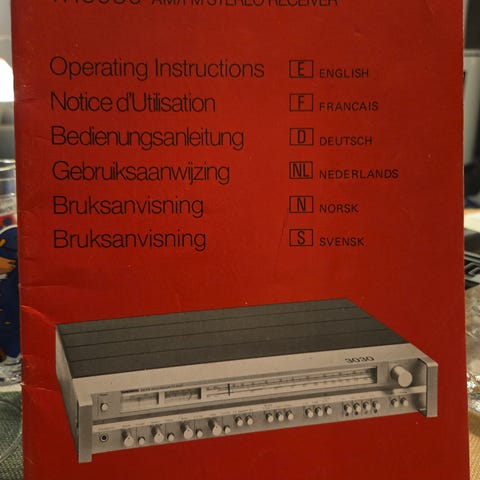 AM/FM STEREO RECEIVER
Operating Instructions E ENGLISH
Notice d'Utilisation F FRANCAIS
Bedienungsanleitung D DEUTSCH
Gebruiksaanwijzing NL NEDERLANDS
Bruksanvisning N NORSK
Bruksanvisning S SVENSK
3030